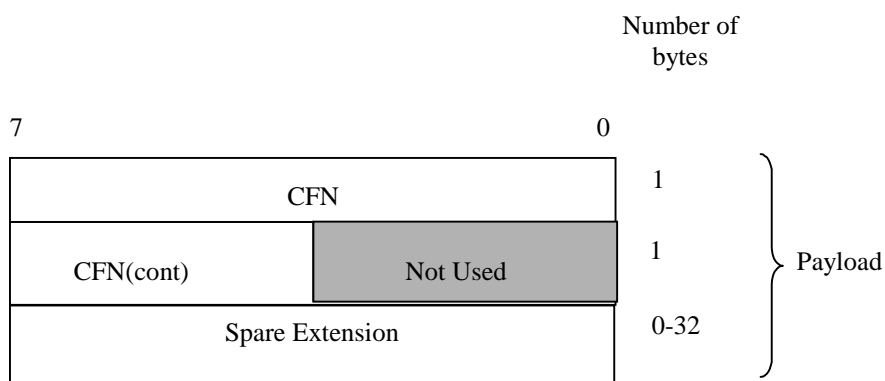 Number of
bytes
7 0
CFN 1
CFN(cont) Not Used 1
Payload
Spare Extension 0-32